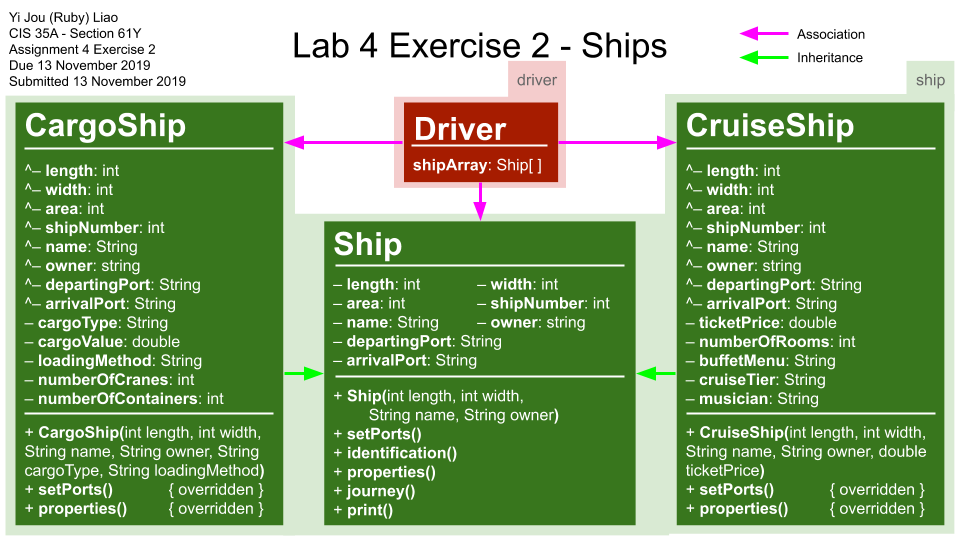 Yi Jou (Ruby) Liao
CIS 35A - Section 61Y
Assignment 4 Exercise 2
Due 13 November 2019
Submitted 13 November 2019
Lab 4 Exercise 2 - Ships
Association
Inheritance
driver
ship
CargoShip
^– length: int
^– width: int
^– area: int
^– shipNumber: int
^– name: String
^– owner: string
^– departingPort: String
^– arrivalPort: String
– cargoType: String
– cargoValue: double
– loadingMethod: String
– numberOfCranes: int
– numberOfContainers: int
+ CargoShip(int length, int width,
String name, String owner, String
cargoType, String loadingMethod)
+ setPorts() { overridden }
+ properties() { overridden }
Driver
shipArray: Ship[ ]
Ship
– length: int – width: int
– area: int – shipNumber: int
– name: String – owner: string
– departingPort: String
– arrivalPort: String
+ Ship(int length, int width,
String name, String owner)
+ setPorts()
+ identification()
+ properties()
+ journey()
+ print()
CruiseShip
^– length: int
^– width: int
^– area: int
^– shipNumber: int
^– name: String
^– owner: string
^– departingPort: String
^– arrivalPort: String
– ticketPrice: double
– numberOfRooms: int
– buffetMenu: String
– cruiseTier: String
– musician: String
+ CruiseShip(int length, int width,
String name, String owner, double
ticketPrice)
+ setPorts() { overridden }
+ properties() { overridden }